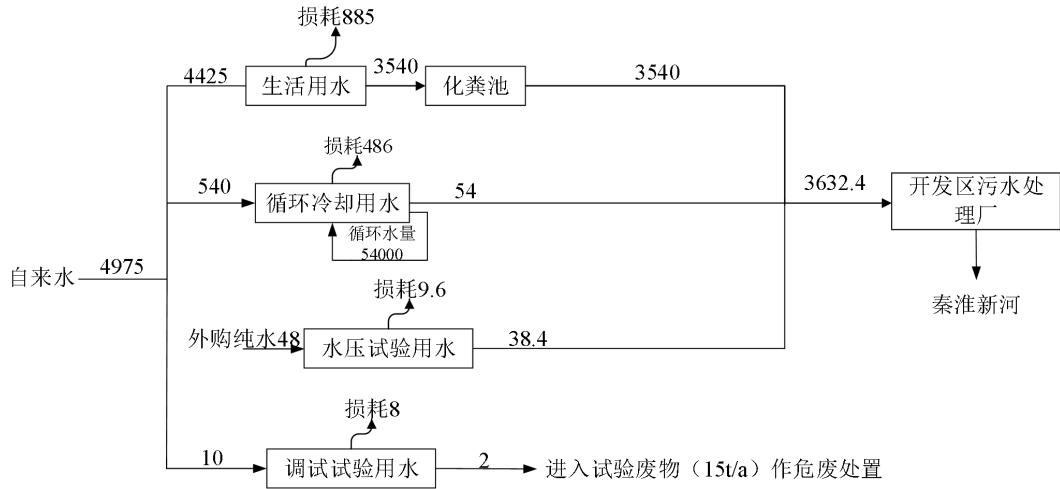 损耗885
4425
生活用水
3540
化粪池
3540
损耗486
540
循环冷却用水
54
循环水量
54000
3632.4
开发区污水处
理厂
自来水
4975
秦淮新河
损耗9.6
外购纯水48
水压试验用水
38.4
损耗8
10
调试试验用水
2
进入试验废物（15t/a）作危废处置